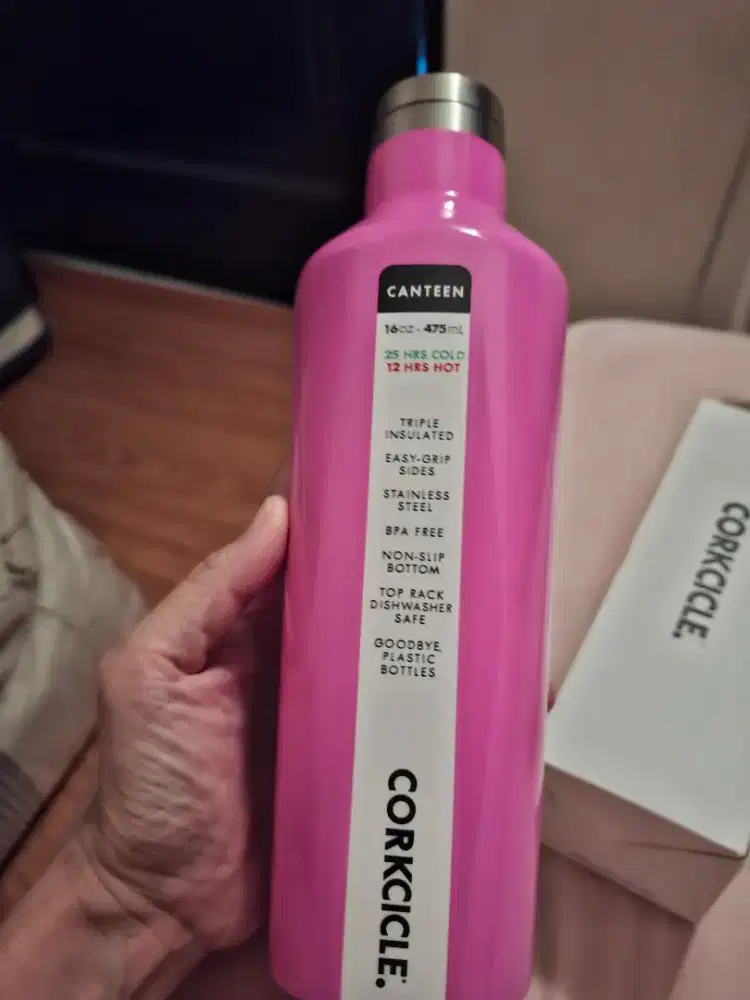 CANTEEN
16oz - 475mL
25 HRS COLD
12 HRS HOT
TRIPLE
INSULATED
EASY-GRIP
SIDES
STAINLESS
STEEL
BPA FREE
NON-SLIP
BOTTOM
TOP RACK
DISHWASHER
SAFE
GOODBYE,
PLASTIC
BOTTLES
CORKCICLE.
CORKCICLE.